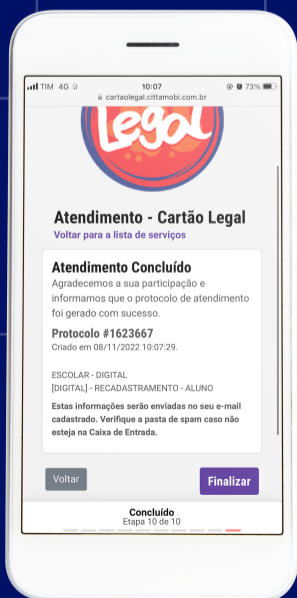 TIM 4G 10:07 73%
cartaolegal.cittamobi.com.br
Legal
Atendimento - Cartão Legal
Voltar para a lista de serviços
Atendimento Concluído
Agradecemos a sua participação e
informamos que o protocolo de atendimento
foi gerado com sucesso.
Protocolo #1623667
Criado em 08/11/2022 10:07:29.
ESCOLAR - DIGITAL
[DIGITAL] - RECADASTRAMENTO - ALUNO
Estas informações serão enviadas no seu e-mail
cadastrado. Verifique a pasta de spam caso não
esteja na Caixa de Entrada.
Voltar
Finalizar
Concluído
Etapa 10 de 10